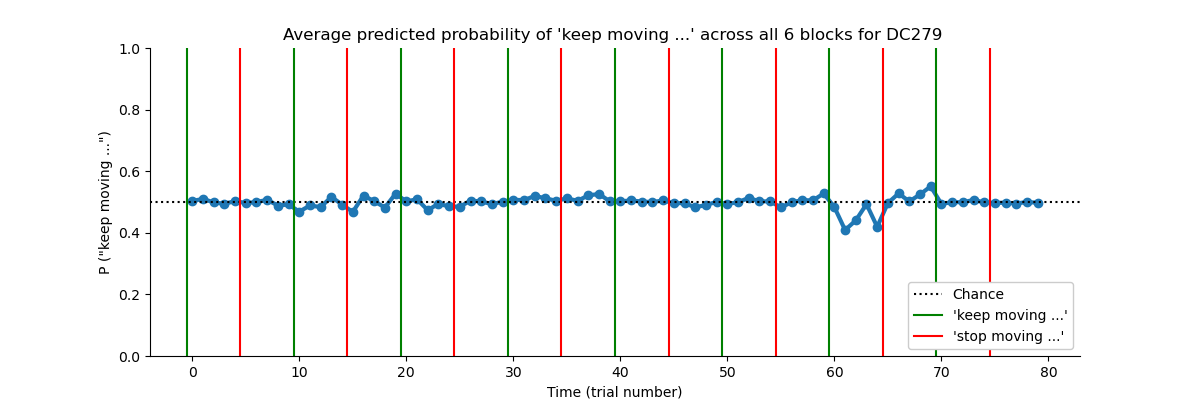 Average predicted probability of 'keep moving ...' across all 6 blocks for DC279
1.0
0.8
0.6
0.4
0.2
0.0
P ("keep moving ...")
0 10 20 30 40 50 60 70 80
Time (trial number)
Chance
'keep moving ...'
'stop moving ...'